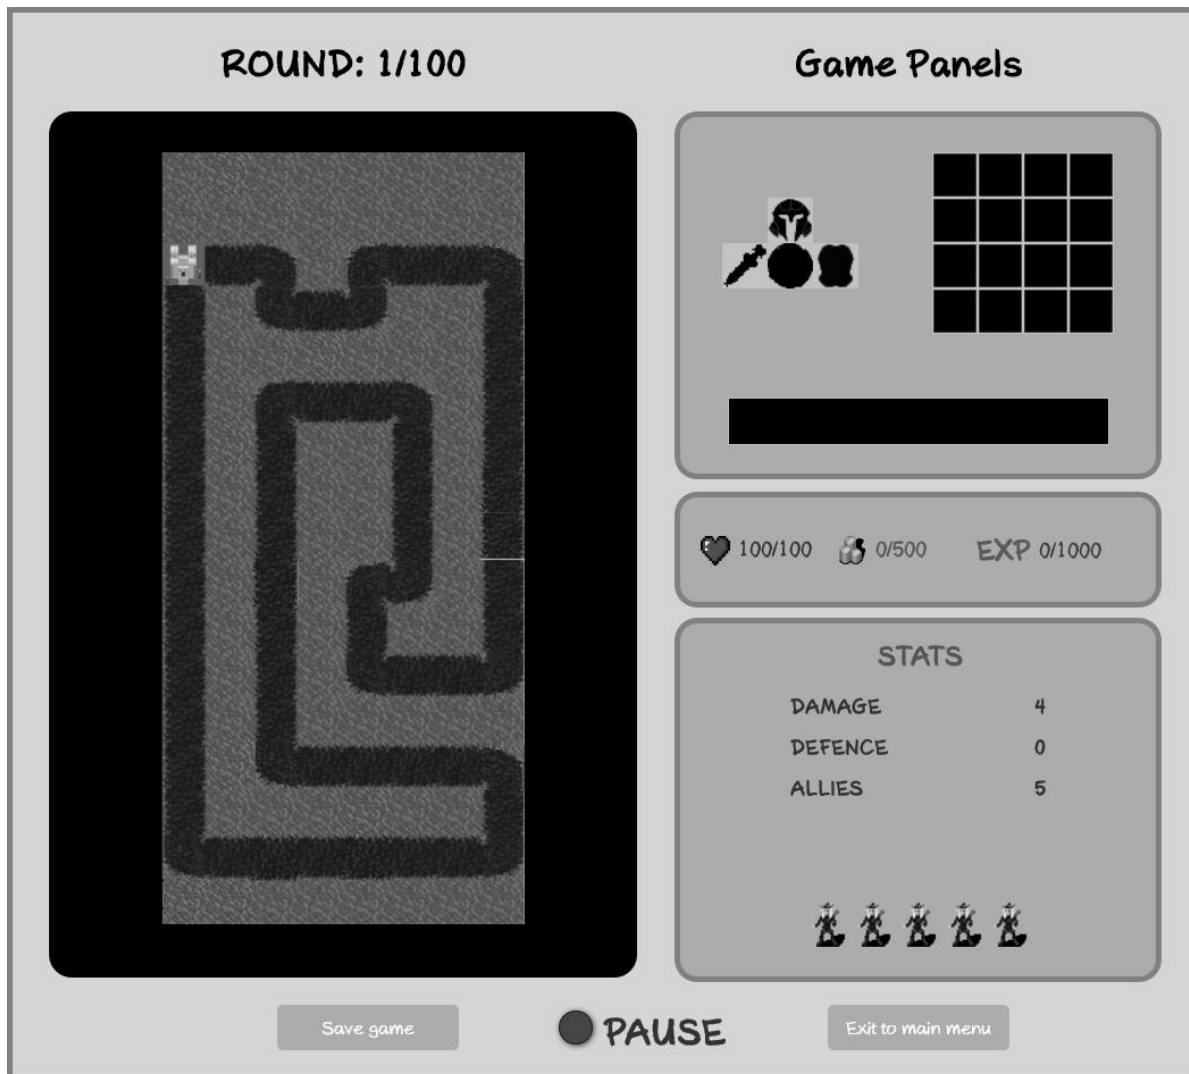 ROUND: 1/100
Game Panels
100/100 0/500 EXP 0/1000
STATS
DAMAGE 4
DEFENCE 0
ALLIES 5
Save game
PAUSE
Exit to main menu